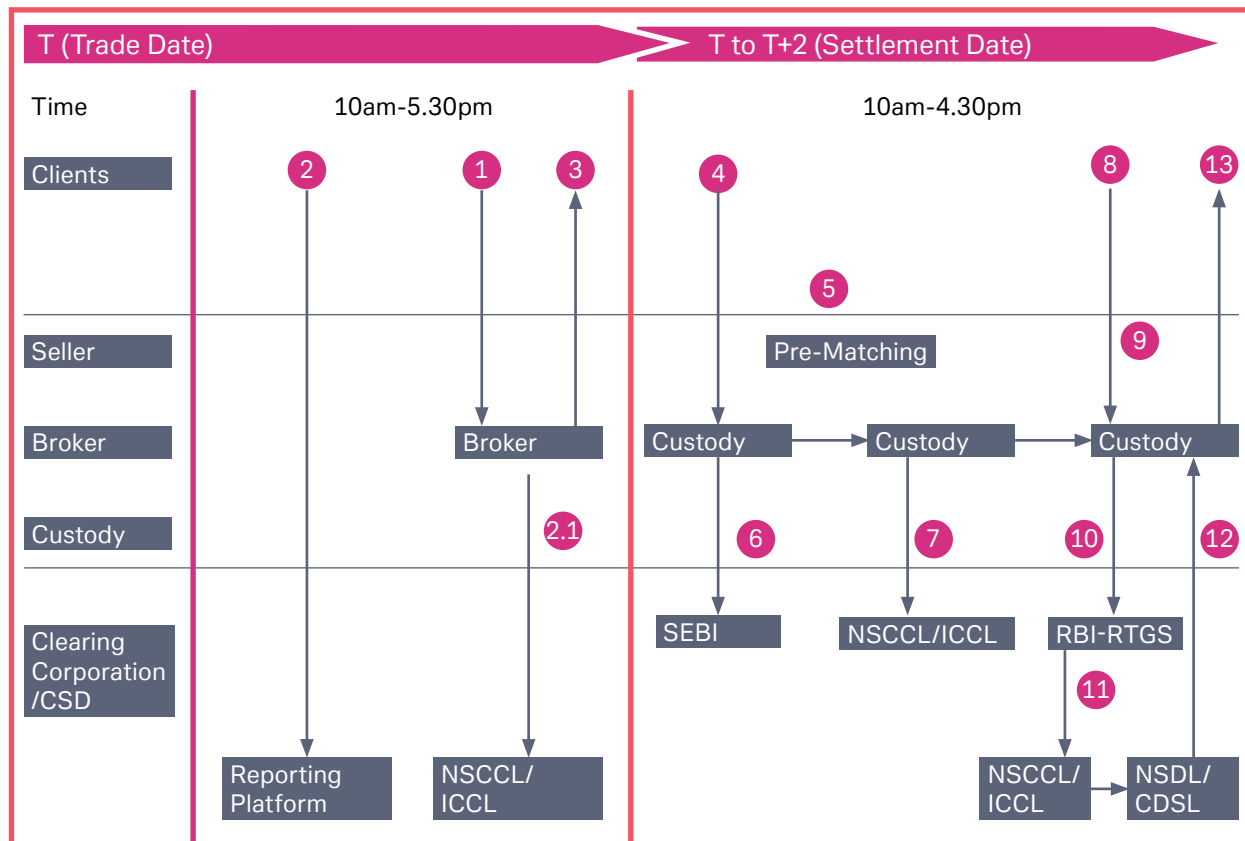 T (Trade Date)
T to T+2 (Settlement Date)
Time
10am-5.30pm
10am-4.30pm
Clients
2
1
3
4
8
13
5
Seller
Pre-Matching
9
Broker
Broker
Custody
Custody
Custody
Custody
2.1
6
7
10
12
Clearing
Corporation
/CSD
SEBI
NSCCL/ICCL
RBI-RTGS
11
Reporting
Platform
NSCCL/
ICCL
NSCCL/
ICCL
NSDL/
CDSL